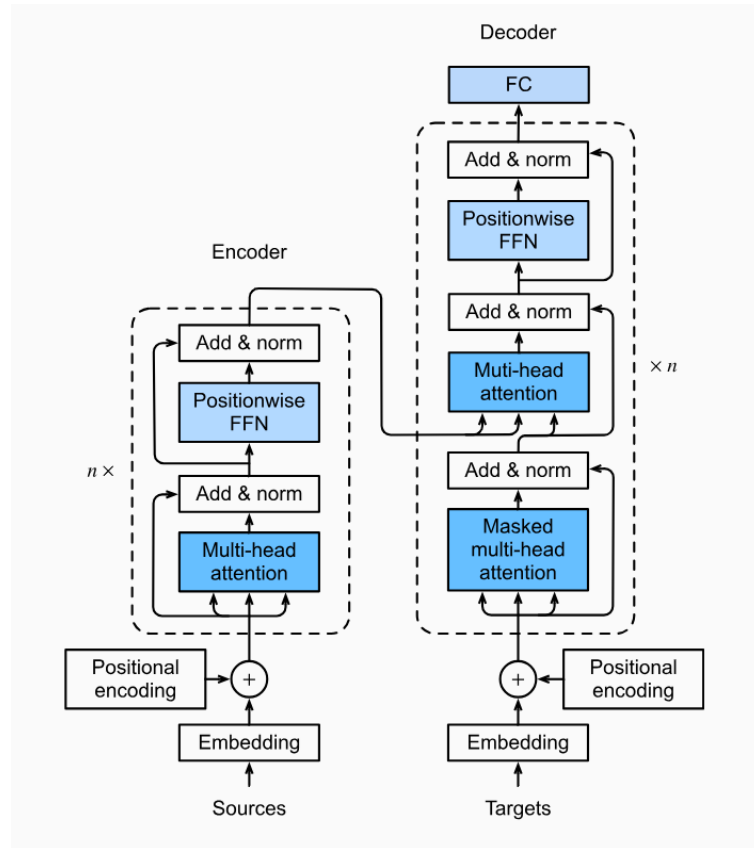 Decoder
FC
Add & norm
Positionwise
FFN
Add & norm
Muti-head
attention
Add & norm
Masked
multi-head
attention
× n
Positional
encoding
+
Embedding
Targets
Encoder
Add & norm
Positionwise
FFN
Add & norm
Multi-head
attention
n ×
Positional
encoding
+
Embedding
Sources